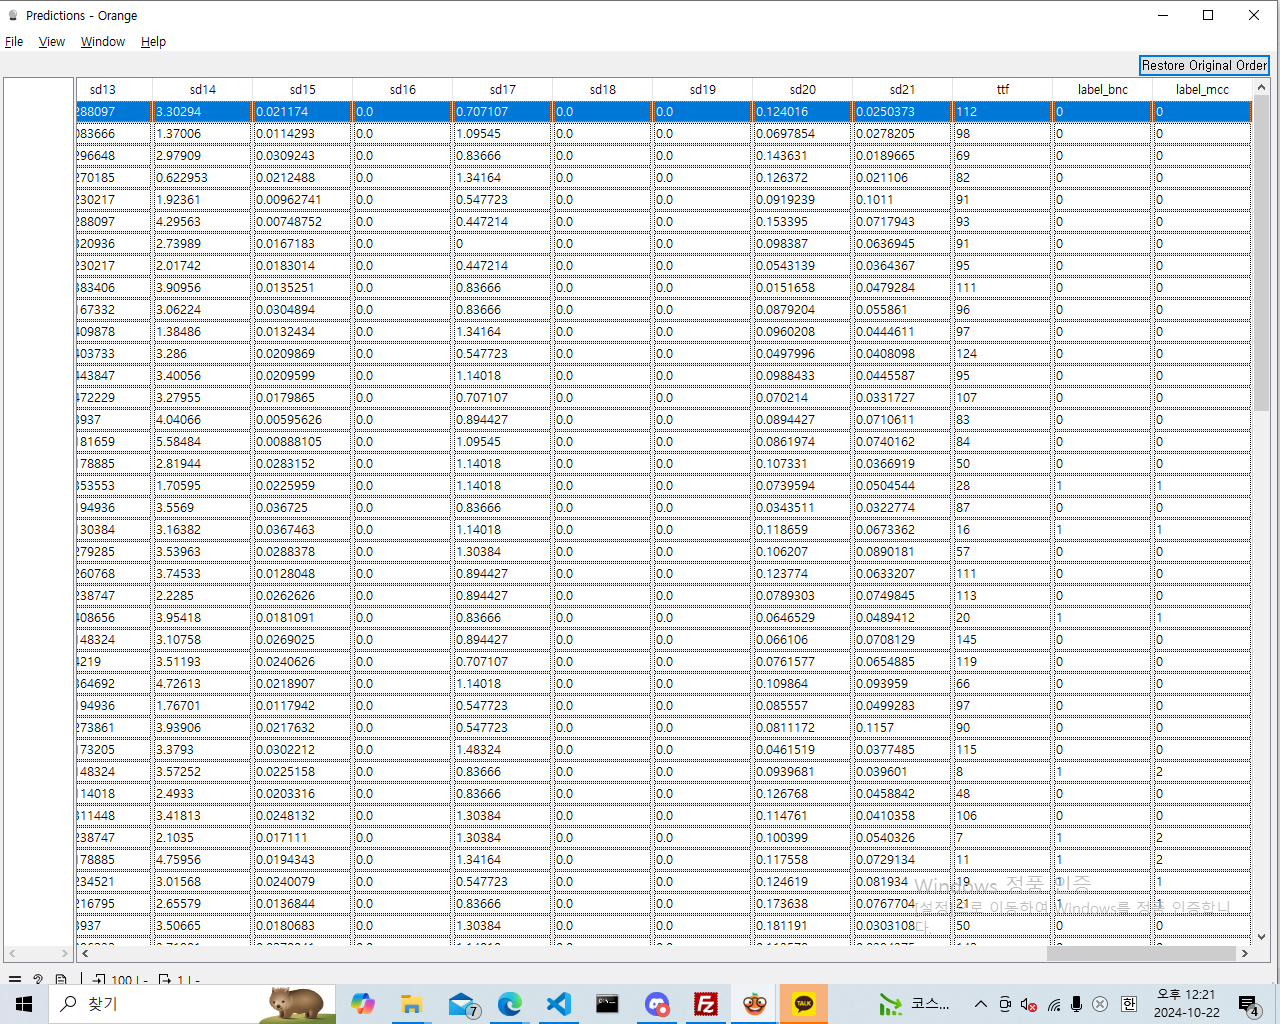 Predictions - Orange
File View Window Help
Restore Original Order
sd13 sd14 sd15 sd16 sd17 sd18 sd19 sd20 sd21 ttf label_bnc label_mcc
288097 3.30294 0.021174 0.0 0.707107 0.0 0.0 0.124016 0.0250373 112 0 0
083666 1.37006 0.0114293 0.0 1.09545 0.0 0.0 0.0697854 0.0278205 98 0 0
296648 2.97909 0.0309243 0.0 0.83666 0.0 0.0 0.143631 0.0189665 69 0 0
270185 0.622953 0.0212488 0.0 1.34164 0.0 0.0 0.126372 0.021106 82 0 0
230217 1.92361 0.00962741 0.0 0.547723 0.0 0.0 0.0919239 0.1011 91 0 0
288097 4.29563 0.00748752 0.0 0.447214 0.0 0.0 0.153395 0.0717943 93 0 0
320936 2.73989 0.0167183 0.0 0 0.0 0.0 0.098387 0.0636945 91 0 0
230217 2.01742 0.0183014 0.0 0.447214 0.0 0.0 0.0543139 0.0364367 95 0 0
383406 3.90956 0.0135251 0.0 0.83666 0.0 0.0 0.0151658 0.0479284 111 0 0
167332 3.06224 0.0304894 0.0 0.83666 0.0 0.0 0.0879204 0.055861 96 0 0
409878 1.38486 0.0132434 0.0 1.34164 0.0 0.0 0.0960208 0.0444611 97 0 0
403733 3.286 0.0209869 0.0 0.547723 0.0 0.0 0.0497996 0.0408098 124 0 0
443847 3.40056 0.0209599 0.0 1.14018 0.0 0.0 0.0988433 0.0445587 95 0 0
472229 3.27955 0.0179865 0.0 0.707107 0.0 0.0 0.070214 0.0331727 107 0 0
3937 4.04066 0.00595626 0.0 0.894427 0.0 0.0 0.0894427 0.0710611 83 0 0
181659 5.58484 0.00888105 0.0 1.09545 0.0 0.0 0.0861974 0.0740162 84 0 0
178885 2.81944 0.0283152 0.0 1.14018 0.0 0.0 0.107331 0.0366919 50 0 0
353553 1.70595 0.0225959 0.0 1.14018 0.0 0.0 0.0739594 0.0504544 28 1 1
194936 3.5569 0.036725 0.0 0.83666 0.0 0.0 0.0343511 0.0322774 87 0 0
130384 3.16382 0.0367463 0.0 1.14018 0.0 0.0 0.118659 0.0673362 16 1 1
279285 3.53963 0.0288378 0.0 1.30384 0.0 0.0 0.106207 0.0890181 57 0 0
260768 3.74533 0.0128048 0.0 0.894427 0.0 0.0 0.123774 0.0633207 111 0 0
238747 2.2285 0.0262626 0.0 0.894427 0.0 0.0 0.0789303 0.0749845 113 0 0
408656 3.95418 0.0181091 0.0 0.83666 0.0 0.0 0.0646529 0.0489412 20 1 1
148324 3.10758 0.0269025 0.0 0.894427 0.0 0.0 0.066106 0.0708129 145 0 0
4219 3.51193 0.0240626 0.0 0.707107 0.0 0.0 0.0761577 0.0654885 119 0 0
364692 4.72613 0.0218907 0.0 1.14018 0.0 0.0 0.109864 0.093959 66 0 0
194936 1.76701 0.0117942 0.0 0.547723 0.0 0.0 0.085557 0.0499283 97 0 0
273861 3.93906 0.0217632 0.0 0.547723 0.0 0.0 0.0811172 0.1157 90 0 0
173205 3.3793 0.0302212 0.0 1.48324 0.0 0.0 0.0461519 0.0377485 115 0 0
148324 3.57252 0.0225158 0.0 0.83666 0.0 0.0 0.0939681 0.039601 8 1 2
114018 2.4933 0.0203316 0.0 0.83666 0.0 0.0 0.126768 0.0458842 48 0 0
311448 3.41813 0.0248132 0.0 1.30384 0.0 0.0 0.114761 0.0410358 106 0 0
238747 2.1035 0.017111 0.0 1.30384 0.0 0.0 0.100399 0.0540326 7 1 2
178885 4.75956 0.0194343 0.0 1.34164 0.0 0.0 0.117558 0.0729134 11 1 2
234521 3.01568 0.0240079 0.0 0.547723 0.0 0.0 0.124619 0.081934 19 1
Windows 정품 인증
216795 2.65579 0.0136844 0.0 0.83666 0.0 0.0 0.173638 0.0767704 21 1 1
[설정]으로 이동하여 Windows를 정품 인증합니다.
3937 3.50665 0.0180683 0.0 1.30384 0.0 0.0 0.181191 0.0303108 50 0 0
100 | - 1 | -
찾기 7 TALK 코스... 한 오후 12:21
2024-10-22 4